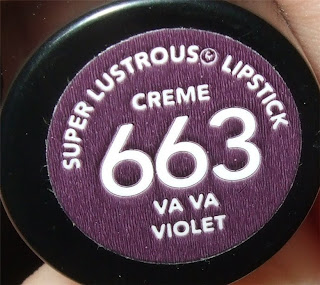 SUPER LUSTROUS® LIPSTICK
CREME
663
VA VA
VIOLET